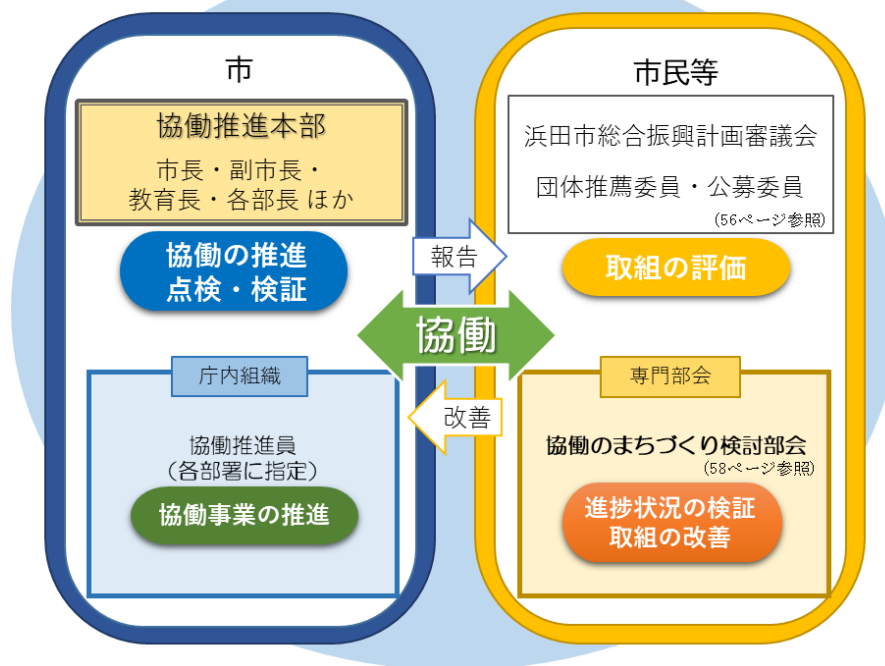 市
協働推進本部
市長・副市長・
教育長・各部長 ほか
協働の推進
点検・検証
庁内組織
協働推進員
（各部署に指定）
協働事業の推進
報告
協働
改善
市民等
浜田市総合振興計画審議会
団体推薦委員・公募委員
(56ページ参照)
取組の評価
専門部会
協働のまちづくり検討部会
(58ページ参照)
進捗状況の検証
取組の改善